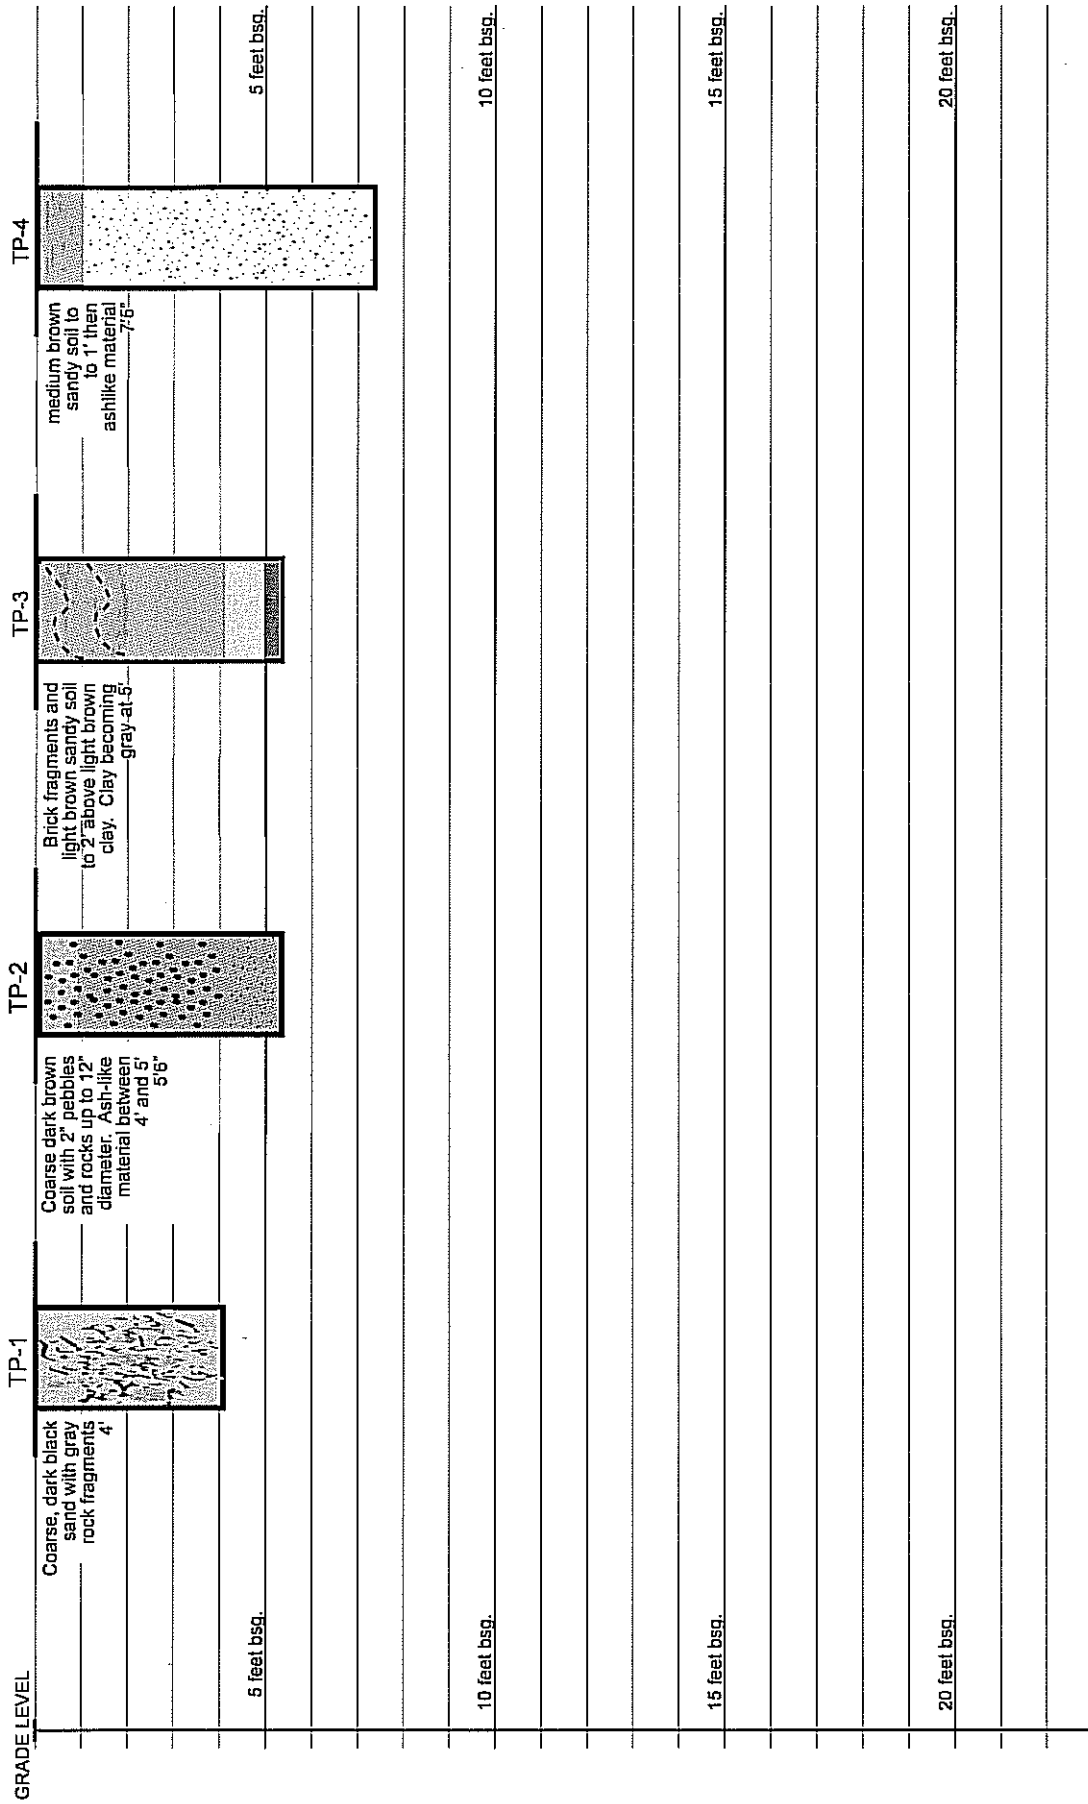 GRADE LEVEL
TP-1
TP-2
TP-3
TP-4
Coarse, dark black
sand with gray
rock fragments
4'
Coarse dark brown
soil with 2" pebbles
and rocks up to 12"
diameter. Ash-like
material between
4' and 5'
5'6"
Brick fragments and
light brown sandy soil
to 2' above light brown
clay. Clay becoming
gray at 5'
medium brown
sandy soil to
to 1' then
ashlike material
7'6"
5 feet bsg.
5 feet bsg.
10 feet bsg.
10 feet bsg.
15 feet bsg.
15 feet bsg.
20 feet bsg.
20 feet bsg.